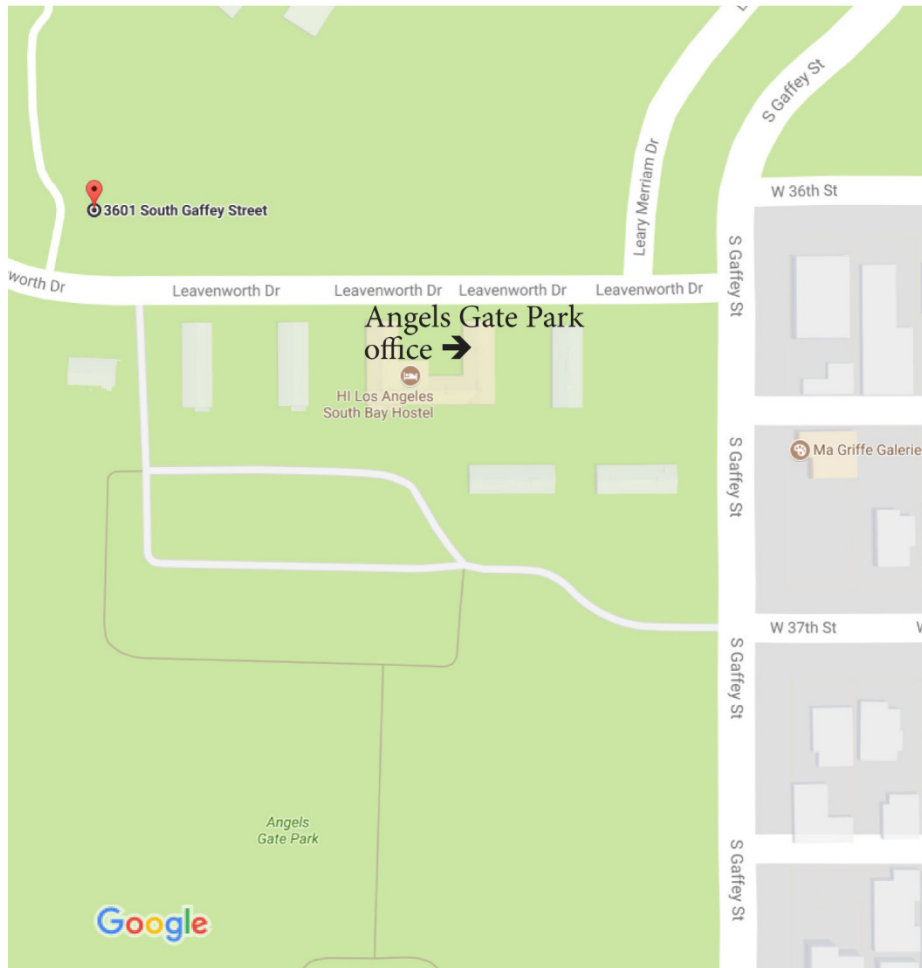 S Gaffey St
Leary Merriam Dr
W 36th St
3601 South Gaffey Street
S Gaffey St
worth Dr
Leavenworth Dr
Leavenworth Dr
Leavenworth Dr
Leavenworth Dr
Angels Gate Park
office ➔
HI Los Angeles
South Bay Hostel
S Gaffey St
Ma Griffe Galerie
W 37th St
S Gaffey St
Angels
Gate Park
S Gaffey St
Google